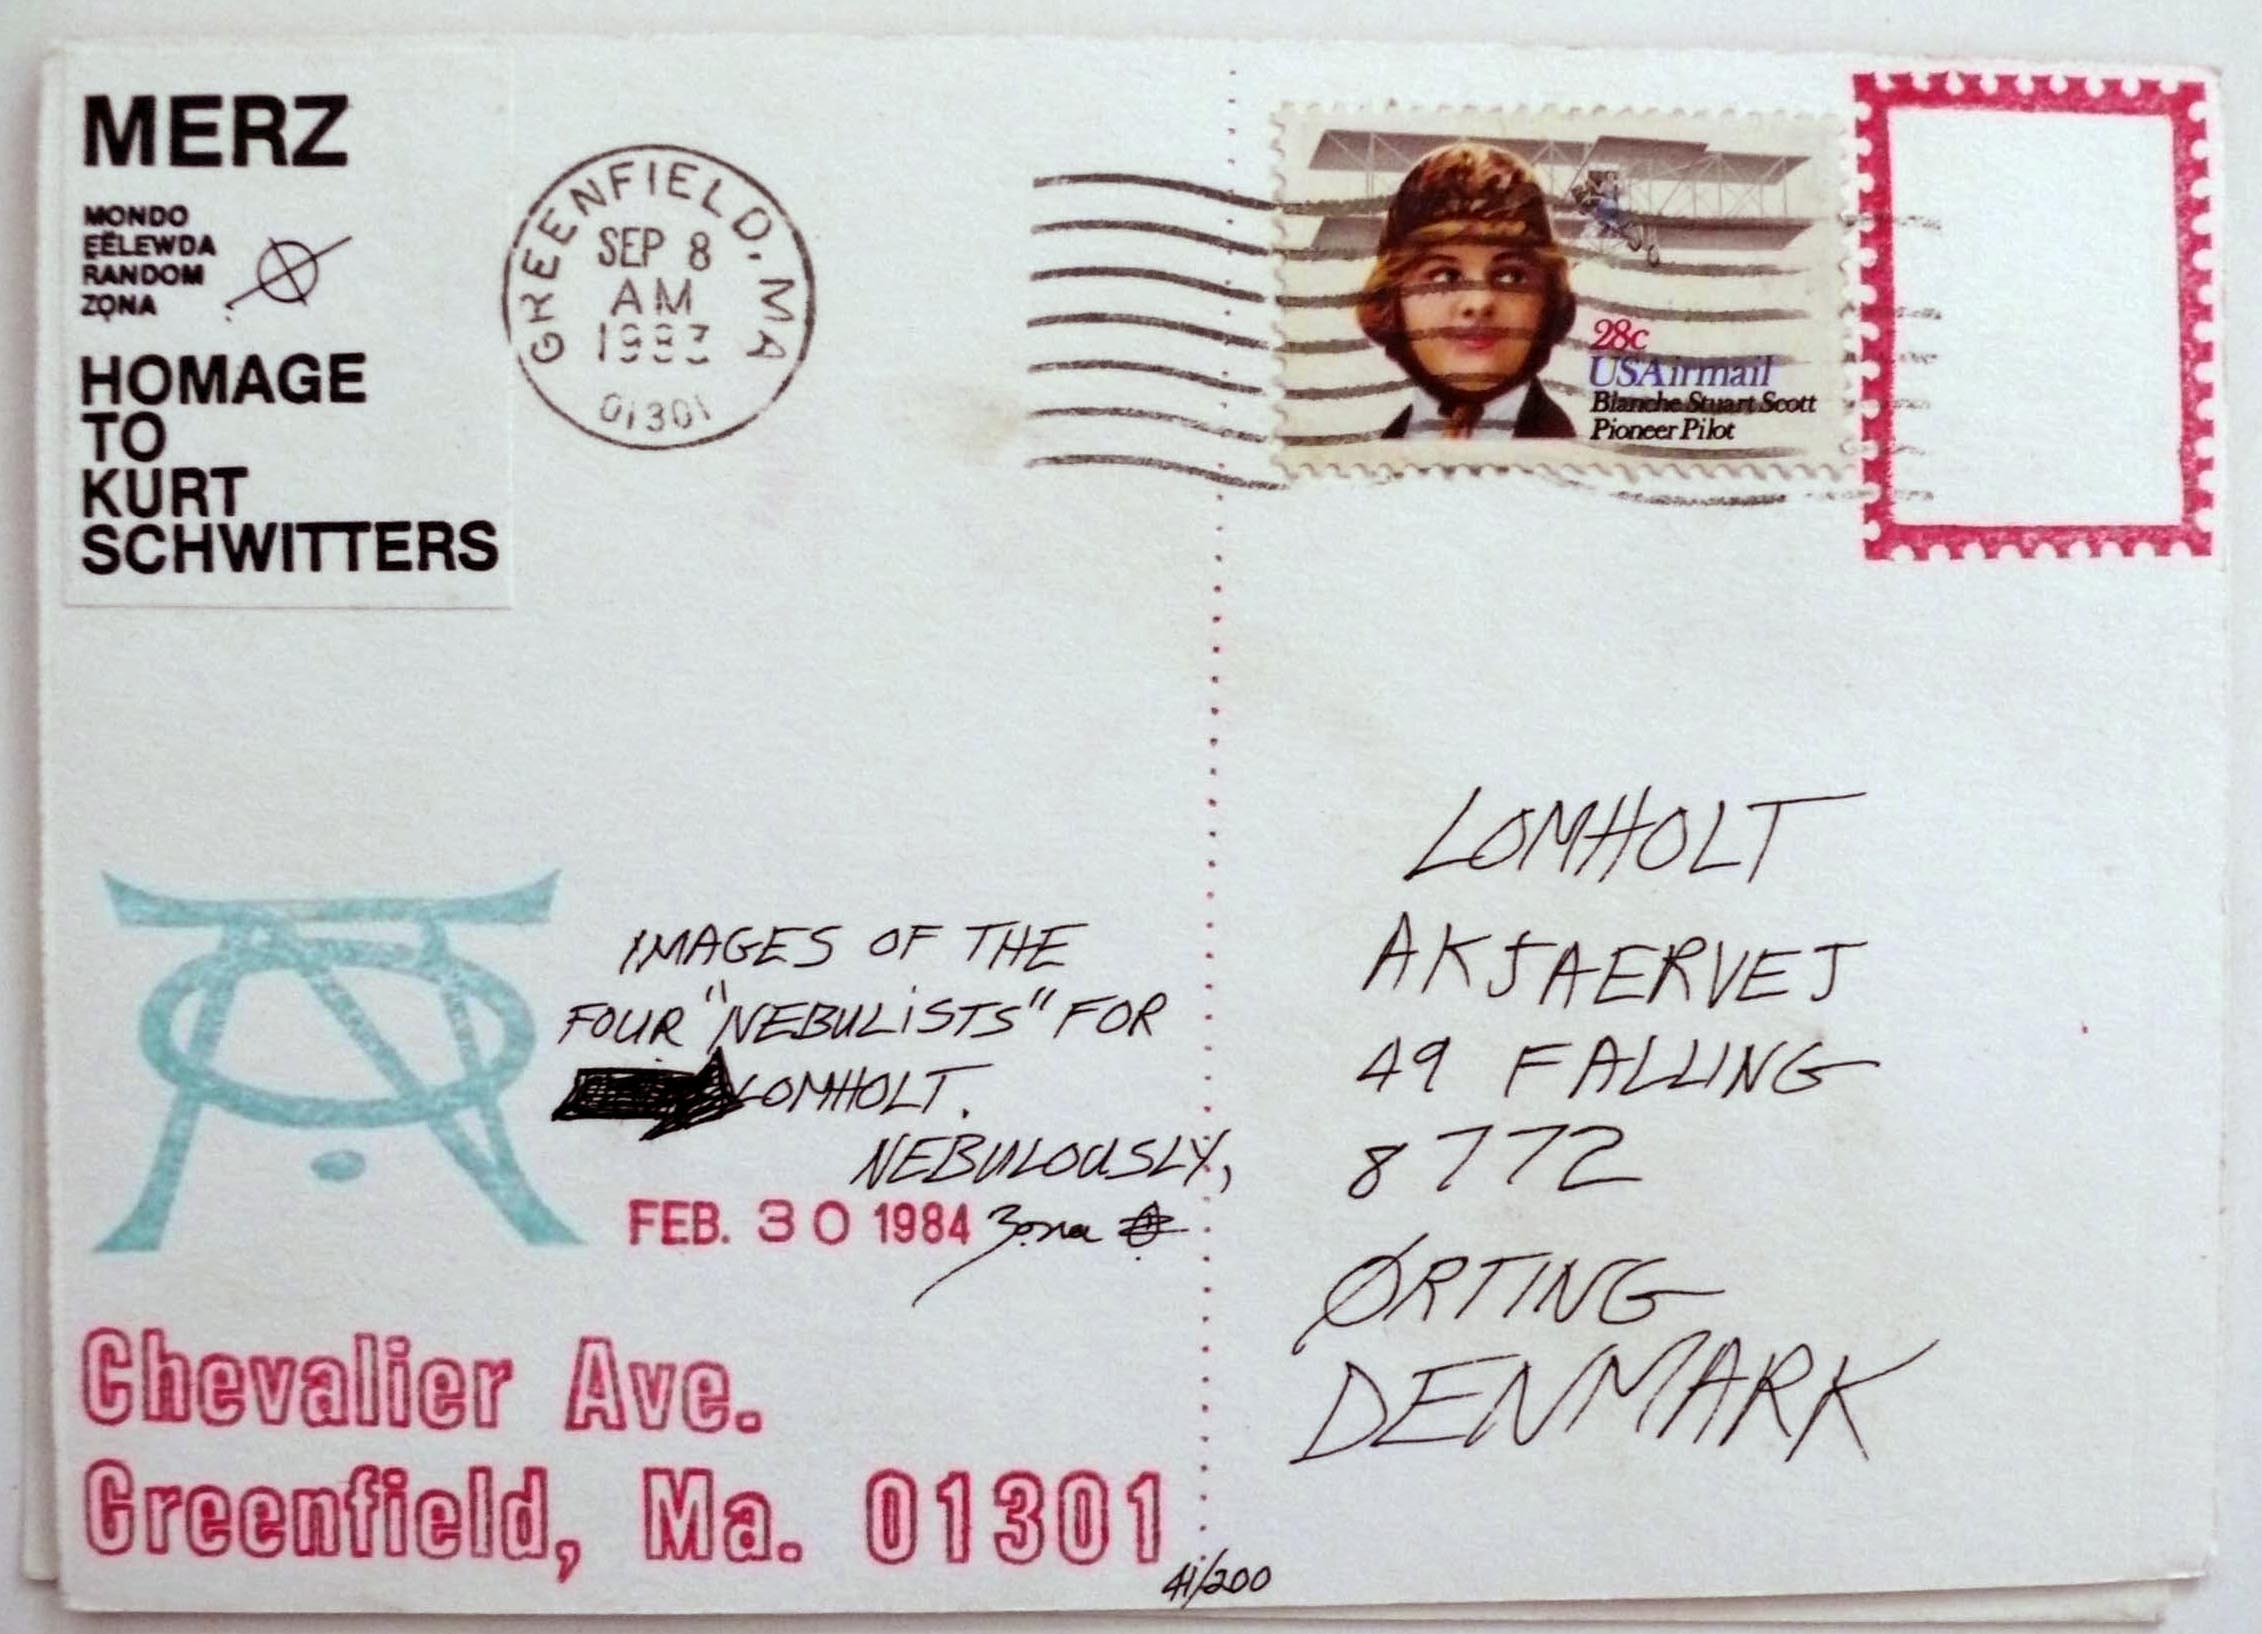 MERZ
MONDO
ĘËLEWDA
RANDOM
ZỌNA
HOMAGE
TO
KURT
SCHWITTERS
GREENFIELD, MA
SEP 8
AM
1983
01301
28c
USAirmail
Blanche Stuart Scott
Pioneer Pilot
IMAGES OF THE
FOUR "NEBULISTS" FOR
LOMHOLT.
NEBULOUSLY,
FEB. 30 1984 Zona
Chevalier Ave.
Greenfield, Ma. 01301
41/200
LOMHOLT
AKJAERVEJ
49 FALLING
8772
ØRTING
DENMARK